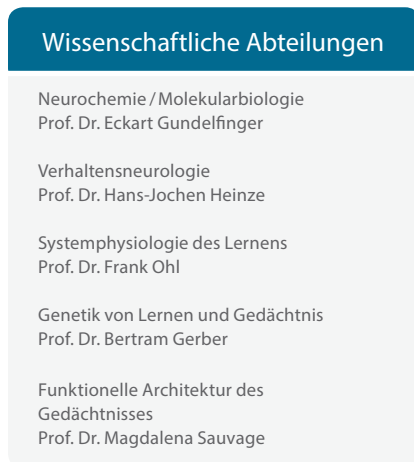 Wissenschaftliche Abteilungen
Neurochemie / Molekularbiologie
Prof. Dr. Eckart Gundelfinger
Verhaltensneurologie
Prof. Dr. Hans-Jochen Heinze
Systemphysiologie des Lernens
Prof. Dr. Frank Ohl
Genetik von Lernen und Gedächtnis
Prof. Dr. Bertram Gerber
Funktionelle Architektur des
Gedächtnisses
Prof. Dr. Magdalena Sauvage